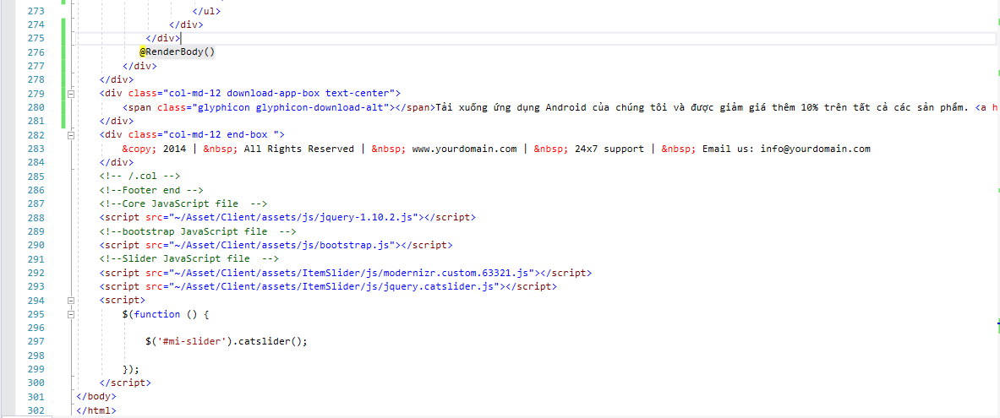 273 </ul>
274 </div>
275 </div>
276 @RenderBody()
277 </div>
278 </div>
279 <div class="col-md-12 download-app-box text-center">
280 <span class="glyphicon glyphicon-download-alt"></span>Tải xuống ứng dụng Android của chúng tôi và được giảm giá thêm 10% trên tất cả các sản phẩm. <a h
281 </div>
282 <div class="col-md-12 end-box ">
283 &copy; 2014 | &nbsp; All Rights Reserved | &nbsp; www.yourdomain.com | &nbsp; 24x7 support | &nbsp; Email us: info@yourdomain.com
284 </div>
285 <!-- /.col -->
286 <!--Footer end -->
287 <!--Core JavaScript file  -->
288 <script src="~/Asset/Client/assets/js/jquery-1.10.2.js"></script>
289 <!--bootstrap JavaScript file  -->
290 <script src="~/Asset/Client/assets/js/bootstrap.js"></script>
291 <!--Slider JavaScript file  -->
292 <script src="~/Asset/Client/assets/ItemSlider/js/modernizr.custom.63321.js"></script>
293 <script src="~/Asset/Client/assets/ItemSlider/js/jquery.catslider.js"></script>
294 <script>
295 $(function () {
296
297 $('#mi-slider').catslider();
298
299 });
300 </script>
301 </body>
302 </html>